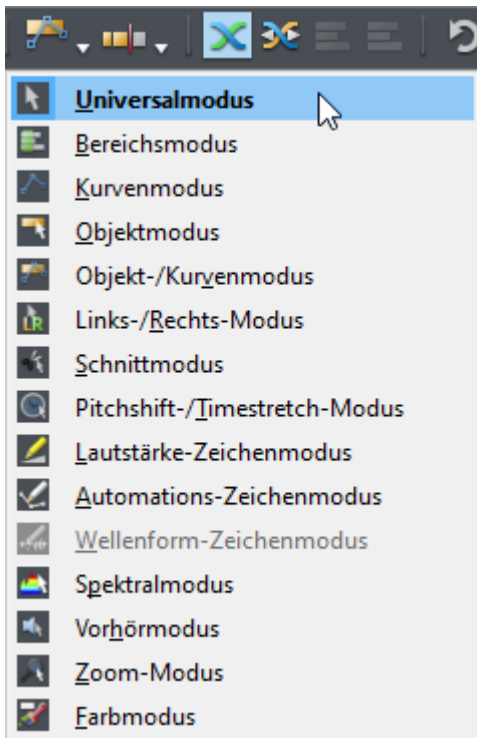 Universalmodus
Bereichsmodus
Kurvenmodus
Objektmodus
Objekt-/Kurvenmodus
Links-/Rechts-Modus
Schnittmodus
Pitchshift-/Timestretch-Modus
Lautstärke-Zeichenmodus
Automations-Zeichenmodus
Wellenform-Zeichenmodus
Spektralmodus
Vorhörmodus
Zoom-Modus
Farbmodus